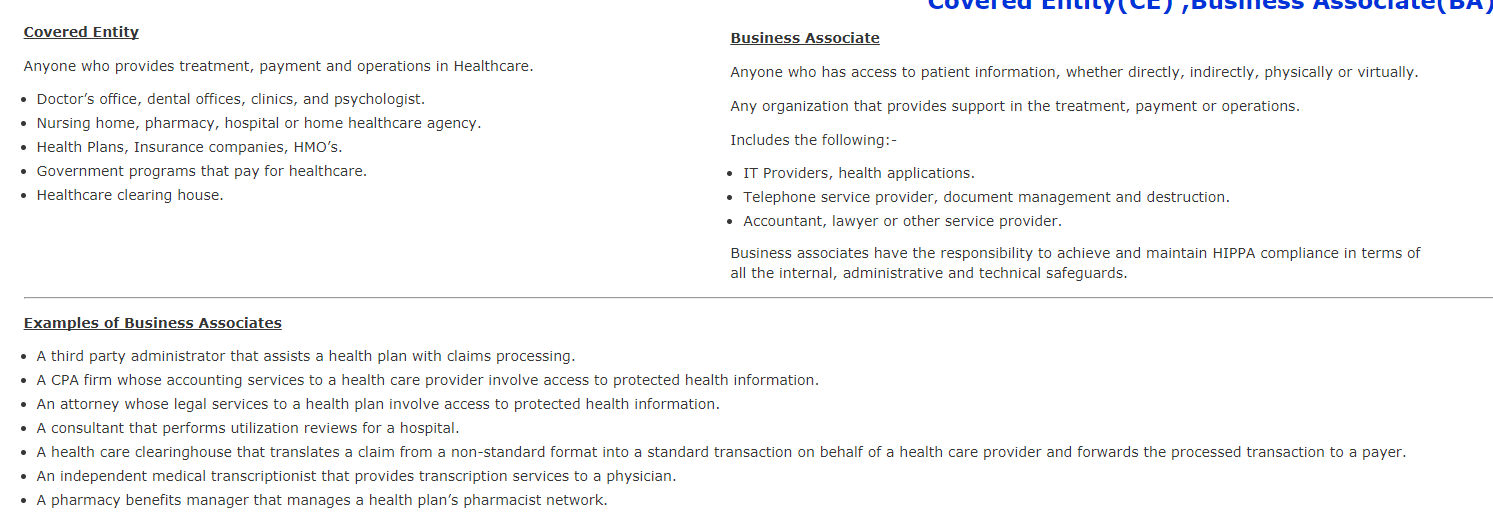 Covered Entity(CE) ,Business Associate(BA)
Covered Entity
Anyone who provides treatment, payment and operations in Healthcare.
• Doctor’s office, dental offices, clinics, and psychologist.
• Nursing home, pharmacy, hospital or home healthcare agency.
• Health Plans, Insurance companies, HMO’s.
• Government programs that pay for healthcare.
• Healthcare clearing house.
Business Associate
Anyone who has access to patient information, whether directly, indirectly, physically or virtually.
Any organization that provides support in the treatment, payment or operations.
Includes the following:-
• IT Providers, health applications.
• Telephone service provider, document management and destruction.
• Accountant, lawyer or other service provider.
Business associates have the responsibility to achieve and maintain HIPPA compliance in terms of
all the internal, administrative and technical safeguards.
Examples of Business Associates
• A third party administrator that assists a health plan with claims processing.
• A CPA firm whose accounting services to a health care provider involve access to protected health information.
• An attorney whose legal services to a health plan involve access to protected health information.
• A consultant that performs utilization reviews for a hospital.
• A health care clearinghouse that translates a claim from a non-standard format into a standard transaction on behalf of a health care provider and forwards the processed transaction to a payer.
• An independent medical transcriptionist that provides transcription services to a physician.
• A pharmacy benefits manager that manages a health plan’s pharmacist network.